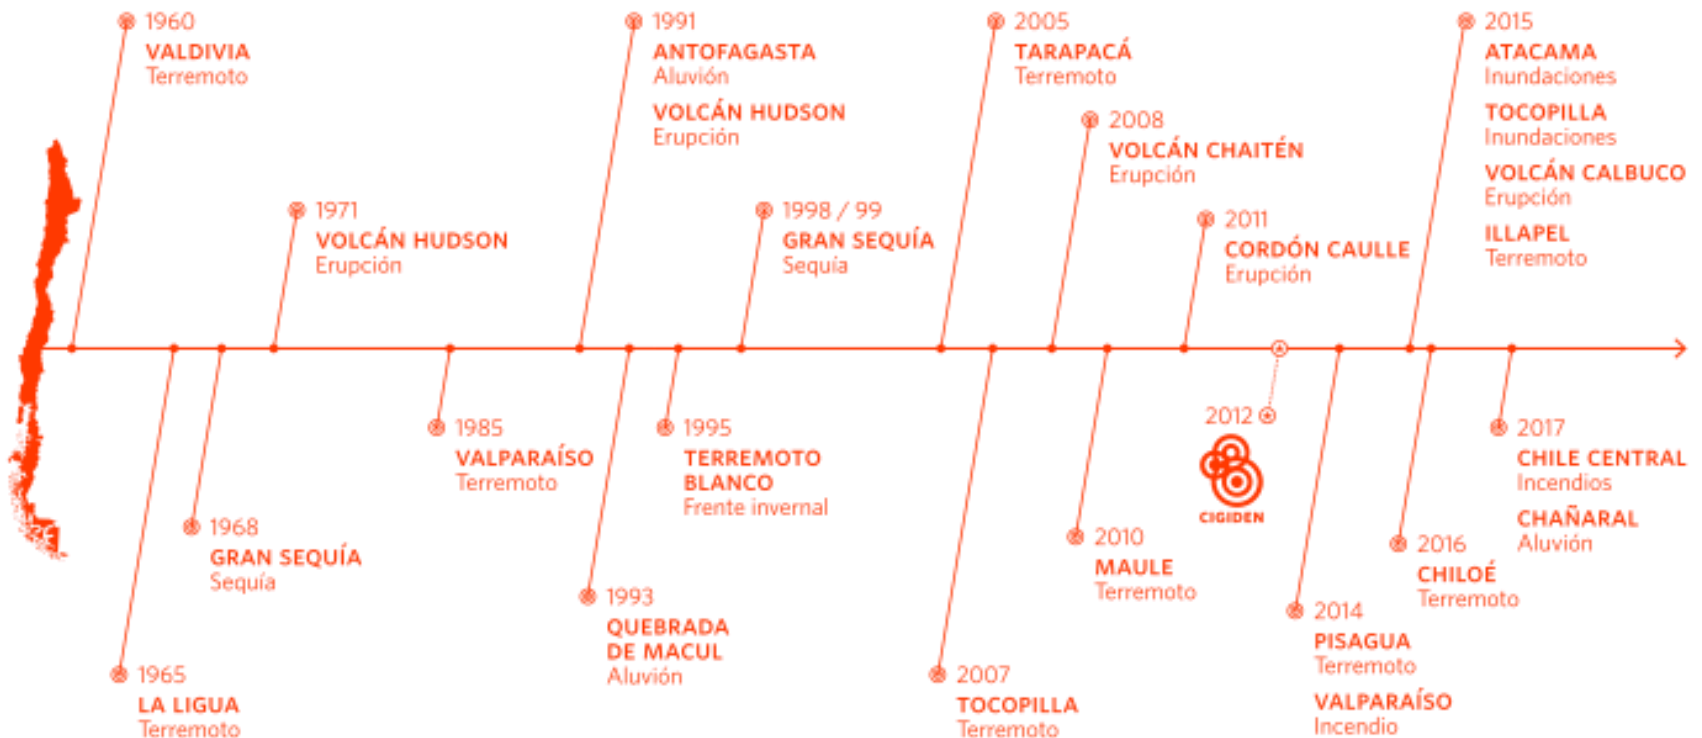 1960
VALDIVIA
Terremoto
1991
ANTOFAGASTA
Aluvión
VOLCÁN HUDSON
Erupción
2005
TARAPACÁ
Terremoto
2015
ATACAMA
Inundaciones
TOCOPILLA
Inundaciones
VOLCÁN CALBUCO
Erupción
ILLAPEL
Terremoto
2008
VOLCÁN CHAITÉN
Erupción
1971
VOLCÁN HUDSON
Erupción
1998 / 99
GRAN SEQUÍA
Sequía
2011
CORDÓN CAULLE
Erupción
1985
VALPARAÍSO
Terremoto
1995
TERREMOTO
BLANCO
Frente invernal
2012
CIGIDEN
2017
CHILE CENTRAL
Incendios
CHAÑARAL
Aluvión
1968
GRAN SEQUÍA
Sequía
2010
MAULE
Terremoto
2016
CHILOÉ
Terremoto
1993
QUEBRADA
DE MACUL
Aluvión
2014
PISAGUA
Terremoto
VALPARAÍSO
Incendio
1965
LA LIGUA
Terremoto
2007
TOCOPILLA
Terremoto